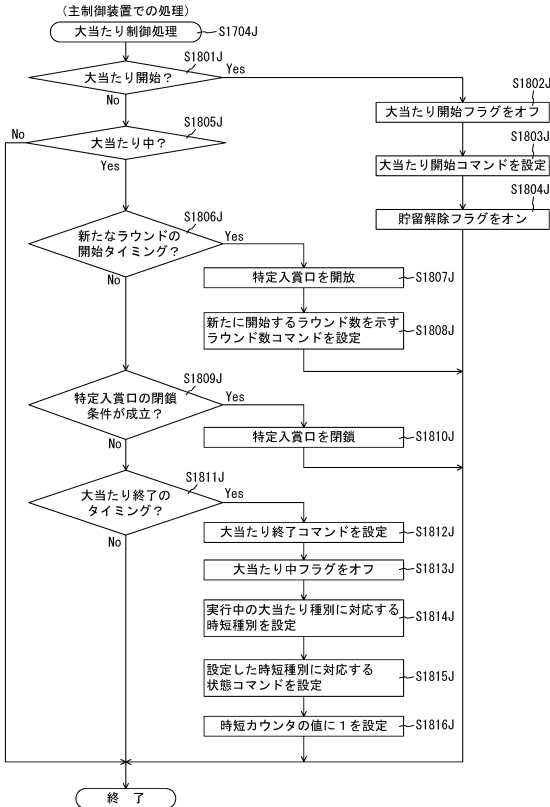 (主制御装置での処理)
大当たり制御処理
S1704J
S1801J
大当たり開始?
Yes
No
S1802J
大当たり開始フラグをオフ
S1803J
大当たり開始コマンドを設定
S1804J
貯留解除フラグをオン
S1805J
No
大当たり中?
Yes
S1806J
新たなラウンドの
開始タイミング?
Yes
No
特定入賞口を開放
S1807J
新たに開始するラウンド数を示す
ラウンド数コマンドを設定
S1808J
S1809J
特定入賞口の閉鎖
条件が成立?
Yes
No
特定入賞口を閉鎖
S1810J
S1811J
大当たり終了の
タイミング?
Yes
No
大当たり終了コマンドを設定
S1812J
大当たり中フラグをオフ
S1813J
実行中の大当たり種別に対応する
時短種別を設定
S1814J
設定した時短種別に対応する
状態コマンドを設定
S1815J
時短カウンタの値に1を設定
S1816J
終 了